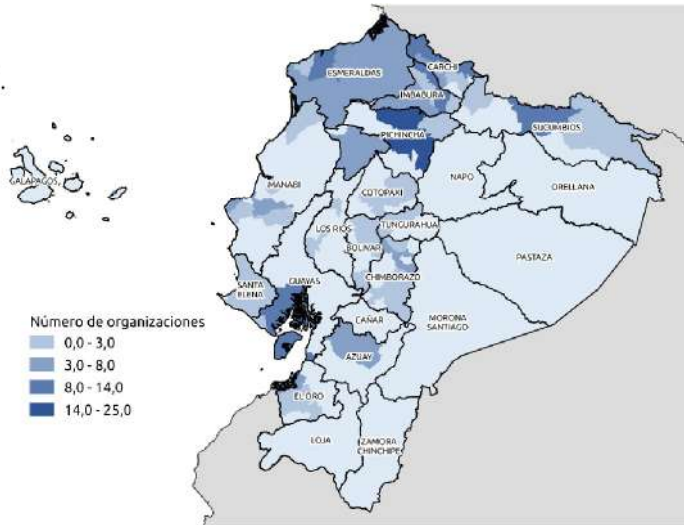 ESMERALDAS
CARCHI
IMBABURA
SUCUMBIOS
PICHINCHA
GALAPAGOS
MANABI
COTOPAXI
NAPO
ORELLANA
LOS RIOS
TUNGURAHUA
BOLIVAR
PASTAZA
CHIMBORAZO
SANTA
ELENA
GUAYAS
MORONA
SANTIAGO
CAÑAR
AZUAY
EL ORO
LOJA
ZAMORA
CHINCHIPE
Número de organizaciones
0,0 - 3,0
3,0 - 8,0
8,0 - 14,0
14,0 - 25,0